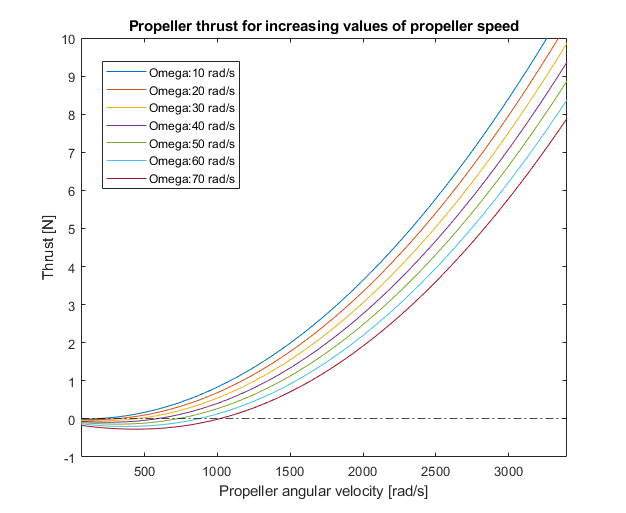 Propeller thrust for increasing values of propeller speed
10
9
8
7
6
5
4
3
2
1
0
-1
Thrust [N]
Omega:10 rad/s
Omega:20 rad/s
Omega:30 rad/s
Omega:40 rad/s
Omega:50 rad/s
Omega:60 rad/s
Omega:70 rad/s
500 1000 1500 2000 2500 3000
Propeller angular velocity [rad/s]